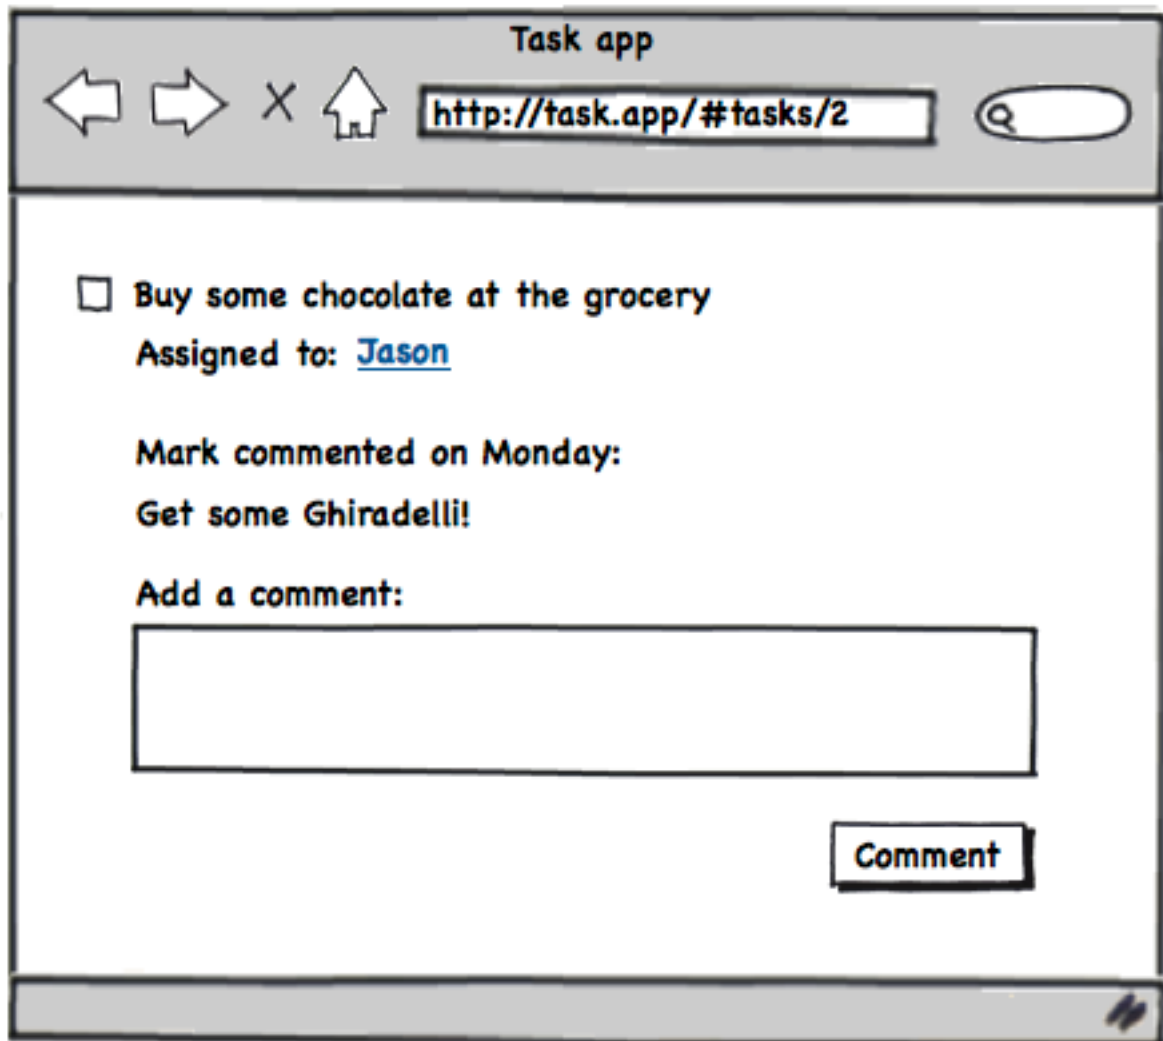 Task app
http://task.app/#tasks/2
Buy some chocolate at the grocery
Assigned to: Jason
Mark commented on Monday:
Get some Ghiradelli!
Add a comment:
Comment